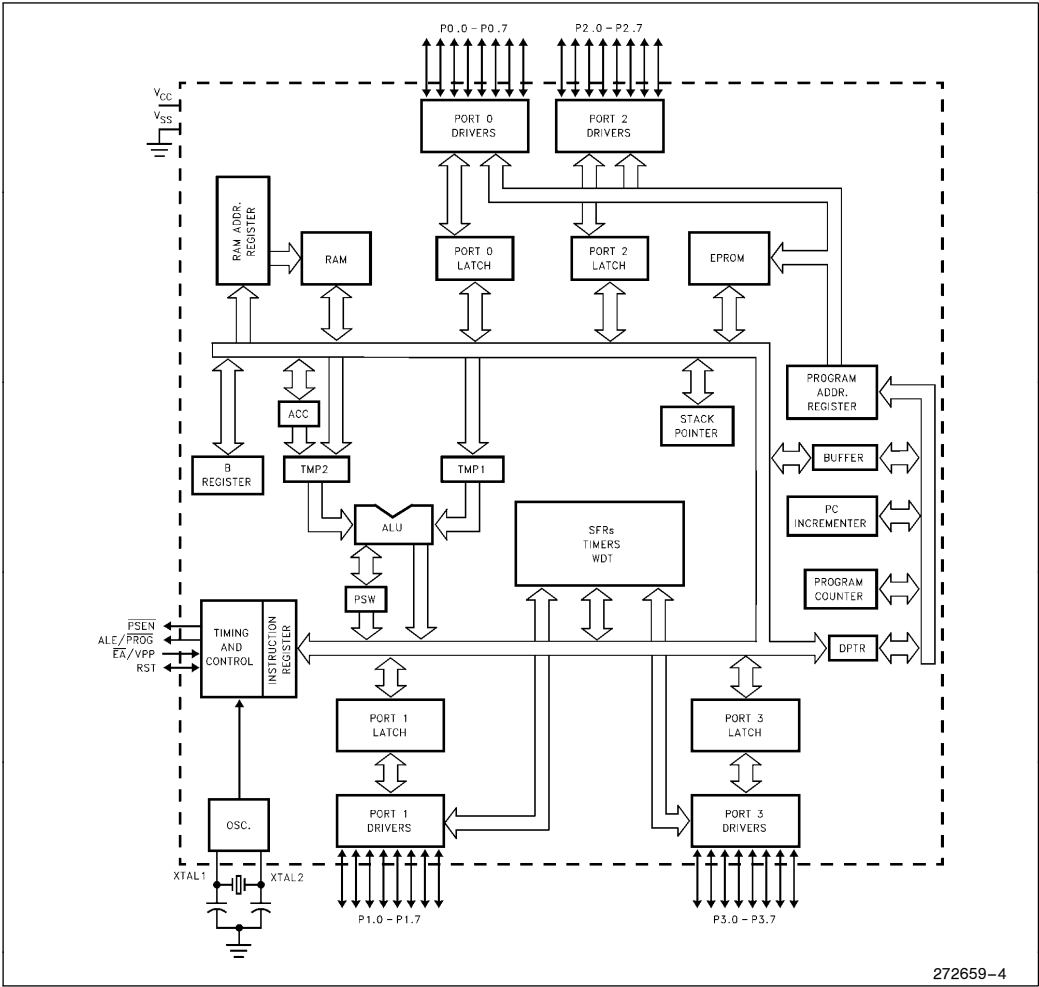 P0.0-P0.7
P2.0-P2.7
VCC
VSS
PORT 0
DRIVERS
PORT 2
DRIVERS
RAM ADDR.
REGISTER
RAM
PORT 0
LATCH
PORT 2
LATCH
EPROM
PROGRAM
ADDR.
REGISTER
ACC
STACK
POINTER
B
REGISTER
TMP2
TMP1
BUFFER
ALU
SFRs
TIMERS
WDT
PC
INCREMENTER
PSW
PROGRAM
COUNTER
PSEN
ALE/PROG
EA/VPP
RST
TIMING
AND
CONTROL
INSTRUCTION
REGISTER
DPTR
PORT 1
LATCH
PORT 3
LATCH
OSC.
PORT 1
DRIVERS
PORT 3
DRIVERS
XTAL1
XTAL2
P1.0-P1.7
P3.0-P3.7
272659-4